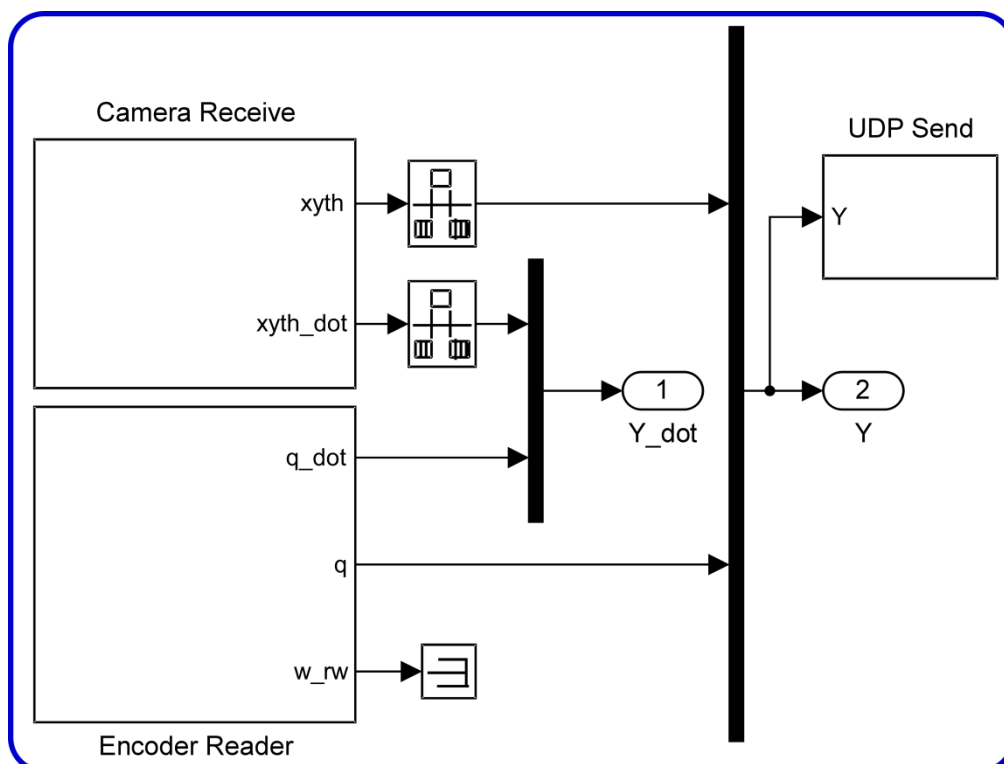 Camera Receive
UDP Send
xyth
Y
xyth_dot
1
2
Y_dot
Y
q_dot
q
w_rw
Encoder Reader